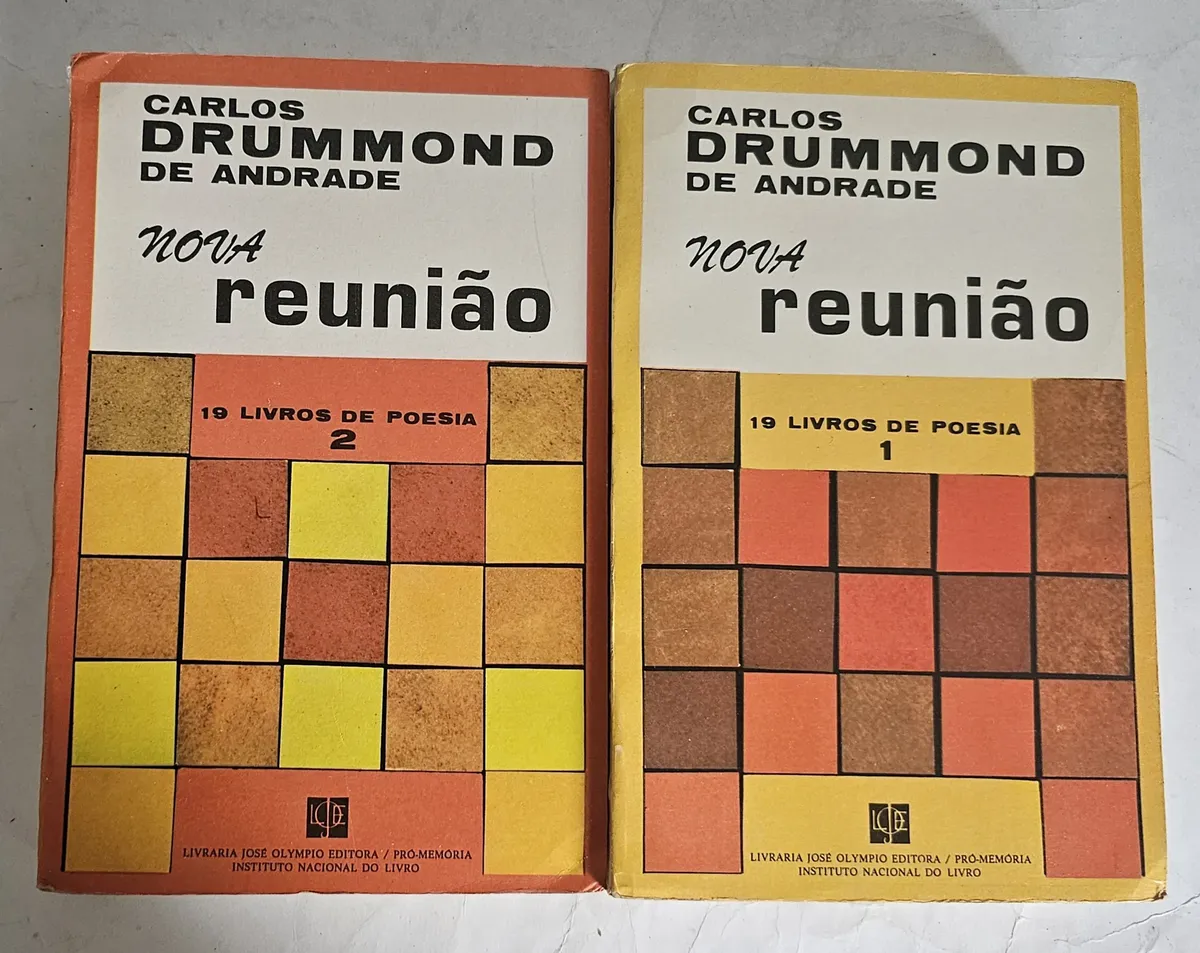 CARLOS
DRUMMOND
DE ANDRADE
NOVA
reunião
19 LIVROS DE POESIA
2
LJOE
LIVRARIA JOSÉ OLYMPIO EDITORA / PRÓ-MEMÓRIA
INSTITUTO NACIONAL DO LIVRO
CARLOS
DRUMMOND
DE ANDRADE
NOVA
reunião
19 LIVROS DE POESIA
1
LJOE
LIVRARIA JOSÉ OLYMPIO EDITORA / PRÓ-MEMÓRIA
INSTITUTO NACIONAL DO LIVRO